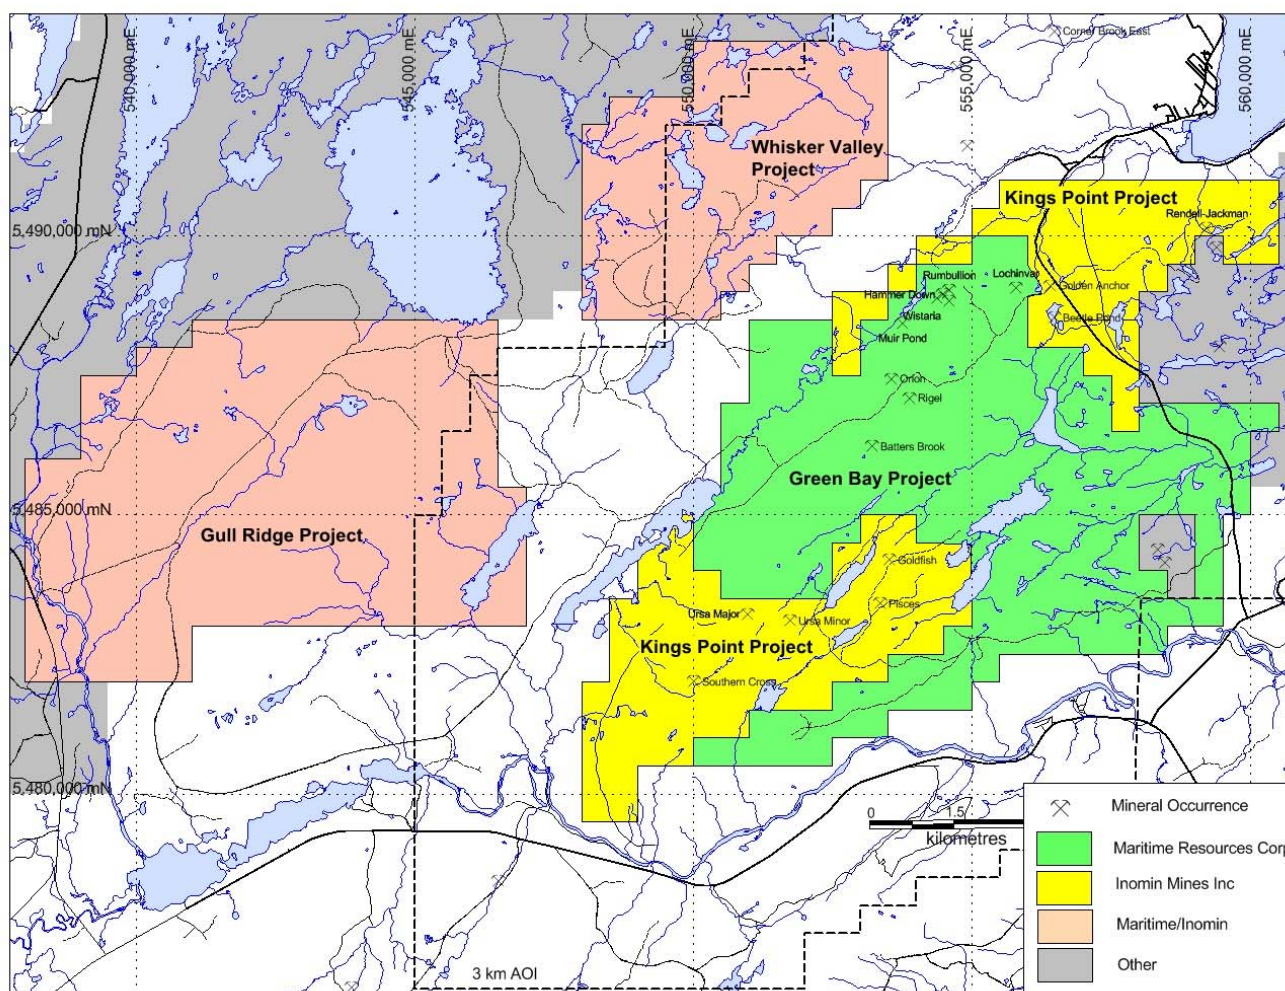 540,000 mE
545,000 mE
550,000 mE
555,000 mE
560,000 mE
Corner Brook East
Whisker Valley
Project
Kings Point Project
Rendell-Jackman
5,490,000 mN
Rumbullion
Lochinvar
Golden Anchor
Hammer Down
Wistaria
Beetle Pond
Muir Pond
Orion
Rigel
Batters Brook
Green Bay Project
5,485,000 mN
Gull Ridge Project
Goldfish
Pisces
Ursa Major
Ursa Minor
Kings Point Project
Southern Cross
5,480,000 mN
0 1.5
kilometres
Mineral Occurrence
Maritime Resources Corp
Inomin Mines Inc
Maritime/Inomin
Other
3 km AOI